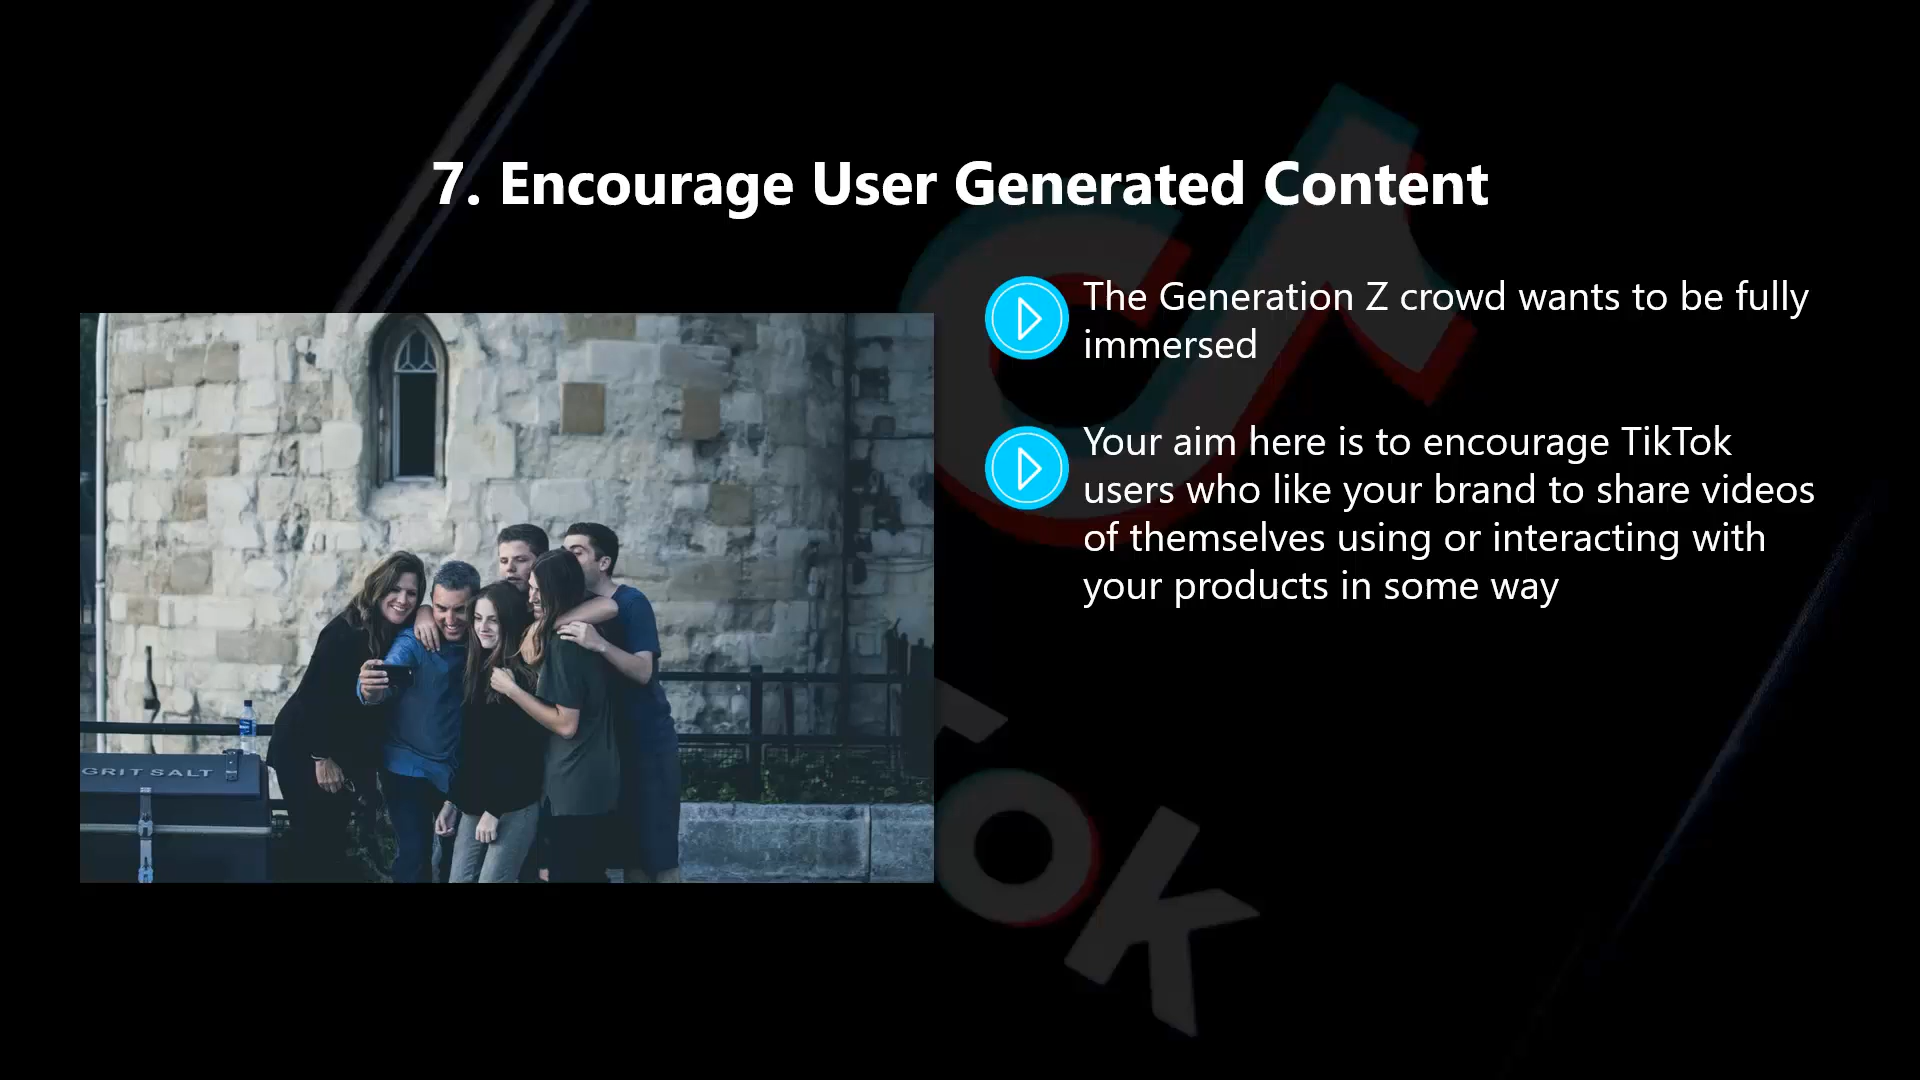 7. Encourage User Generated Content
The Generation Z crowd wants to be fully
immersed
Your aim here is to encourage TikTok
users who like your brand to share videos
of themselves using or interacting with
your products in some way
GRIT SALT
Tok